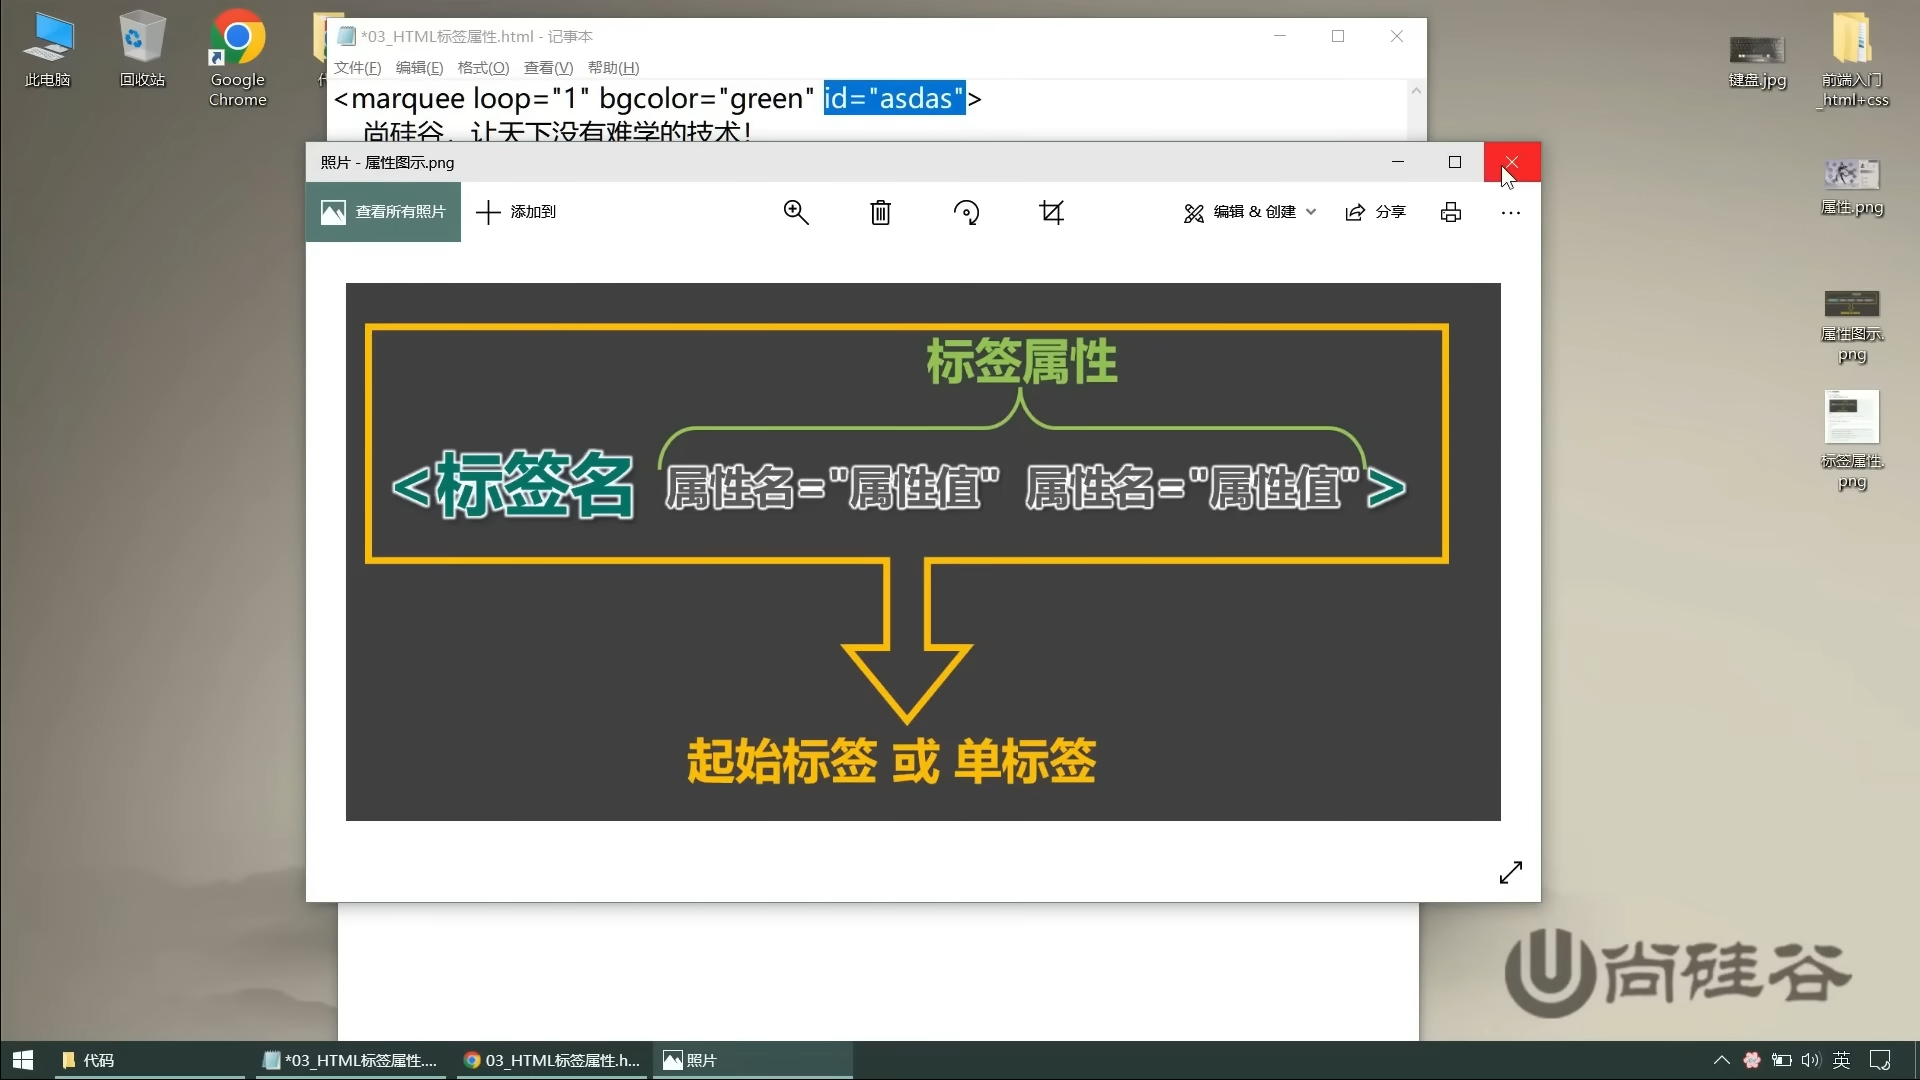 此电脑
回收站
Google
Chrome
*03_HTML标签属性.html - 记事本
文件(F) 编辑(E) 格式(O) 查看(V) 帮助(H)
<marquee loop="1" bgcolor="green" id="asdas">
尚硅谷，让天下没有难学的技术！
照片 - 属性图示.png
查看所有照片 添加到 编辑 & 创建 分享
标签属性
<标签名 属性名="属性值" 属性名="属性值">
起始标签 或 单标签
键盘.jpg
前端入门
_html+css
属性.png
属性图示.
png
标签属性.
png
尚硅谷
代码 *03_HTML标签属性.... 03_HTML标签属性.h... 照片 英